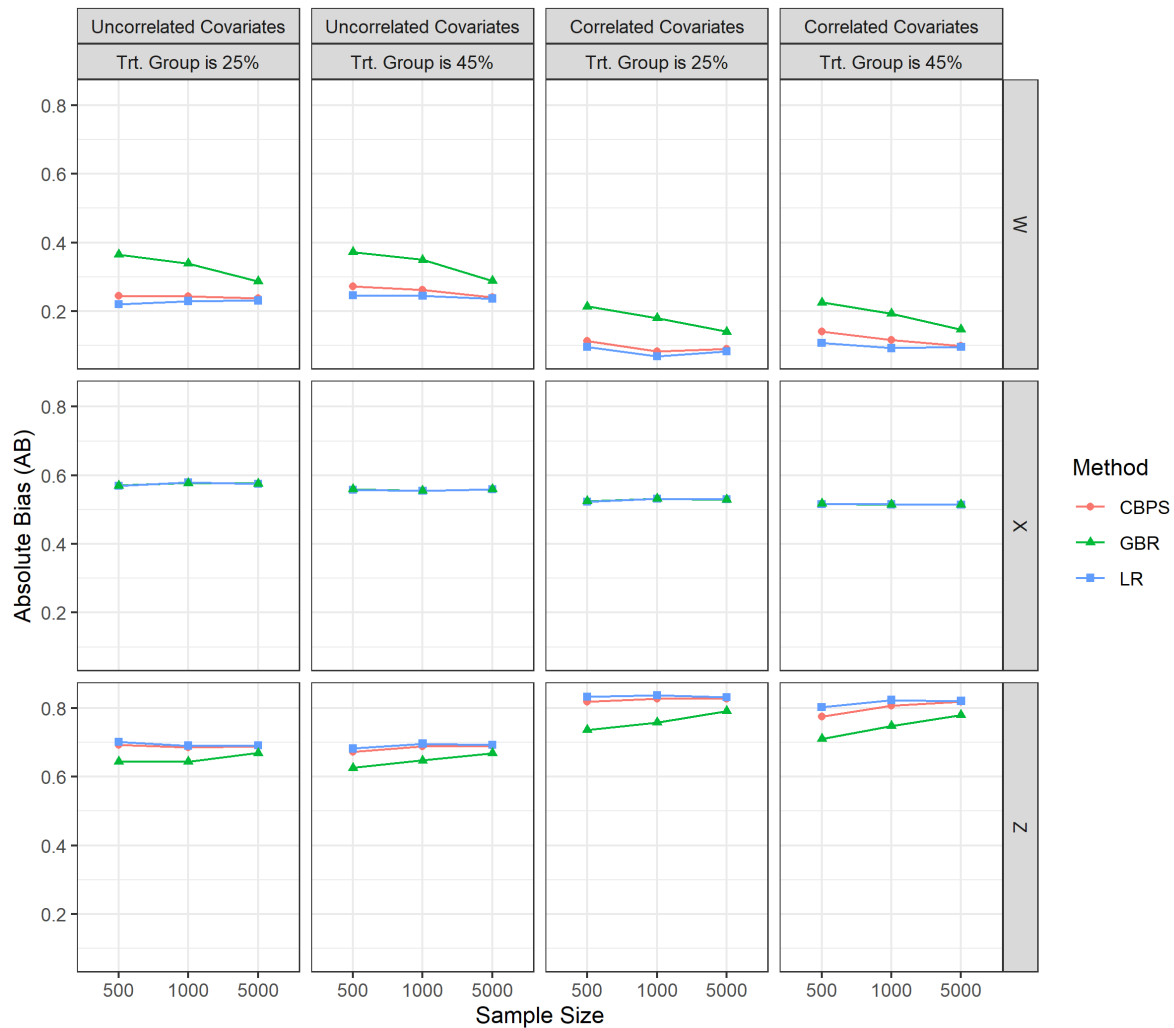 Uncorrelated Covariates Uncorrelated Covariates Correlated Covariates Correlated Covariates
Trt. Group is 25% Trt. Group is 45% Trt. Group is 25% Trt. Group is 45%
0.8
0.6
0.4
0.2
W
0.8
0.6
0.4
0.2
X
0.8
0.6
0.4
0.2
Z
Absolute Bias (AB)
500 1000 5000 500 1000 5000 500 1000 5000 500 1000 5000
Sample Size
Method
CBPS
GBR
LR